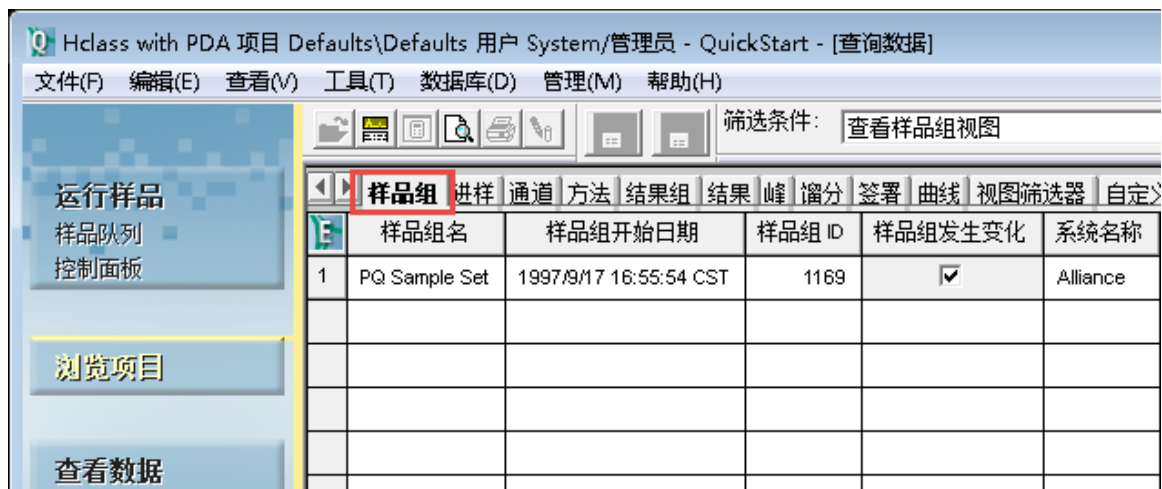 Hclass with PDA 项目 Defaults\Defaults 用户 System/管理员 - QuickStart - [查询数据]
文件(F) 编辑(E) 查看(V) 工具(T) 数据库(D) 管理(M) 帮助(H)
筛选条件: 查看样品组视图
运行样品
样品队列
控制面板
浏览项目
查看数据
样品组 进样 通道 方法 结果组 结果 峰 馏分 签署 曲线 视图筛选器 自定义
样品组名 样品组开始日期 样品组 ID 样品组发生变化 系统名称
1 PQ Sample Set 1997/9/17 16:55:54 CST 1169 Alliance